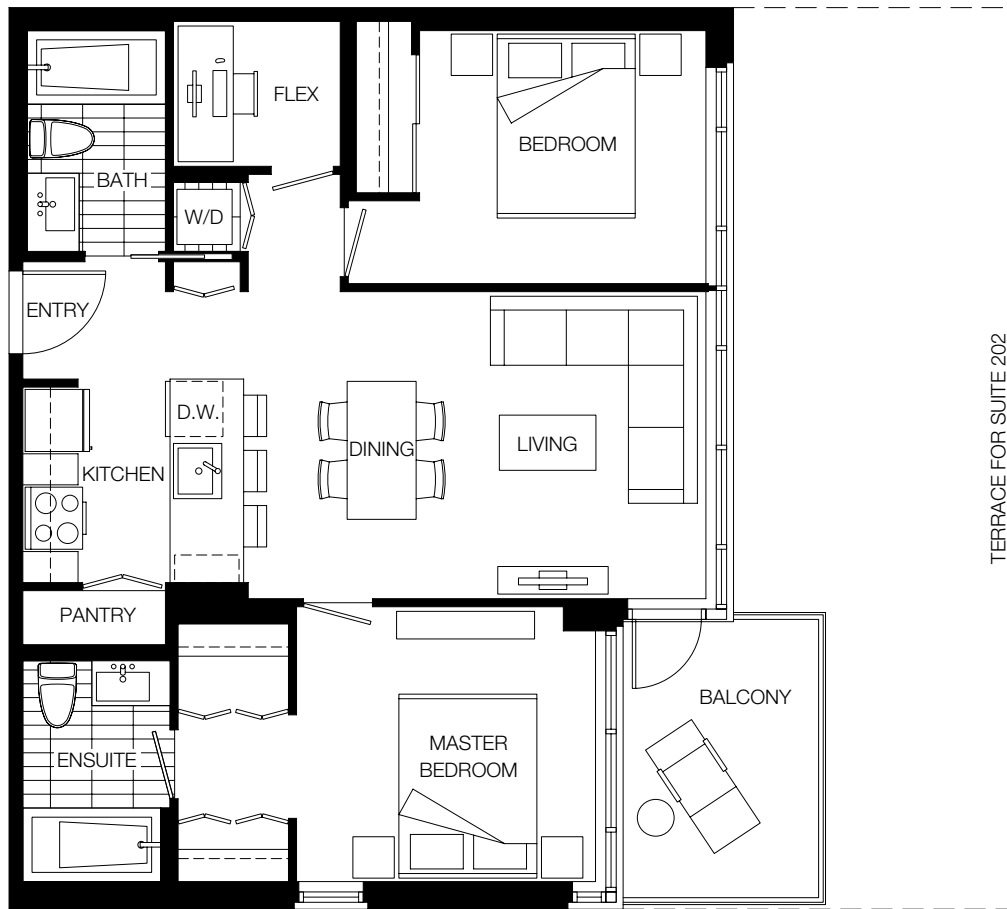 FLEX
BEDROOM
BATH
W/D
ENTRY
D.W.
KITCHEN
DINING
LIVING
TERRACE FOR SUITE 202
PANTRY
BALCONY
MASTER
BEDROOM
ENSUITE